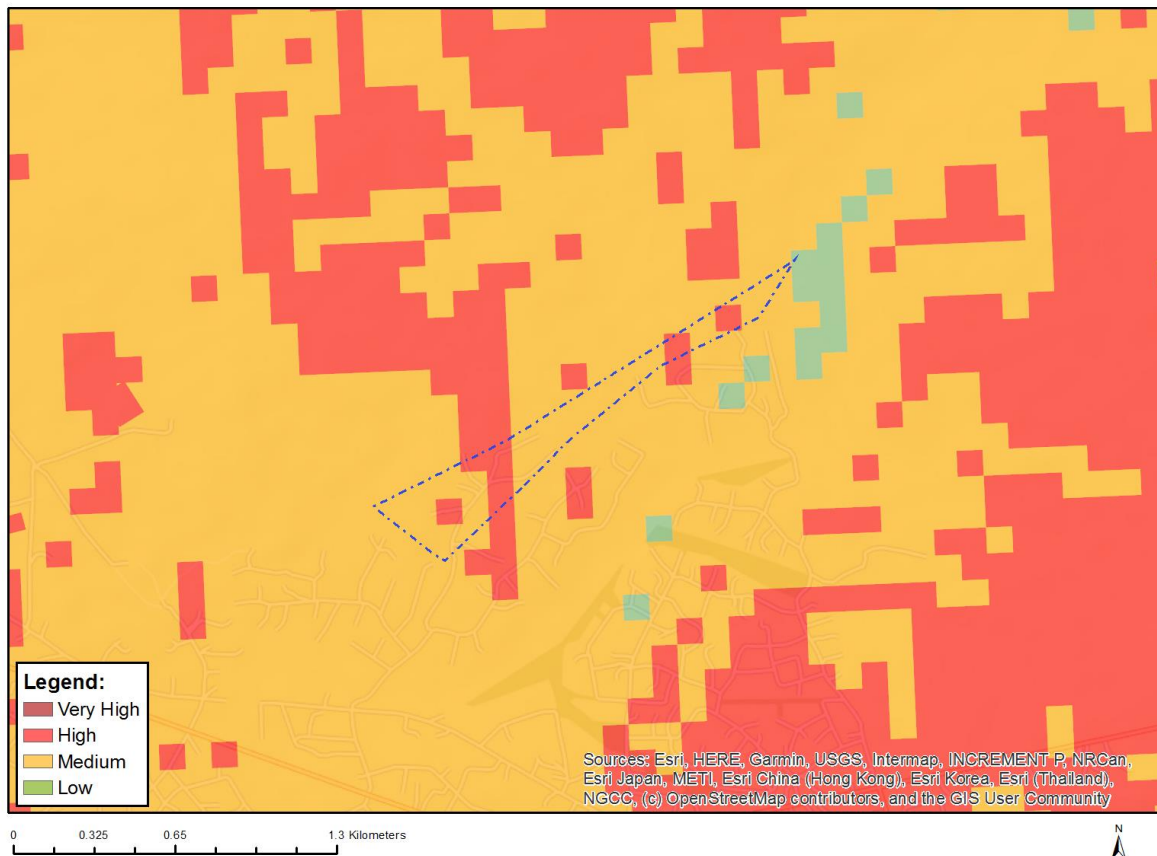 Legend:
Very High
High
Medium
Low
Sources: Esri, HERE, Garmin, USGS, Intermap, INCREMENT P, NRCan,
Esri Japan, METI, Esri China (Hong Kong), Esri Korea, Esri (Thailand),
NGCC, (c) OpenStreetMap contributors, and the GIS User Community
0 0.325 0.65 1.3 Kilometers
N